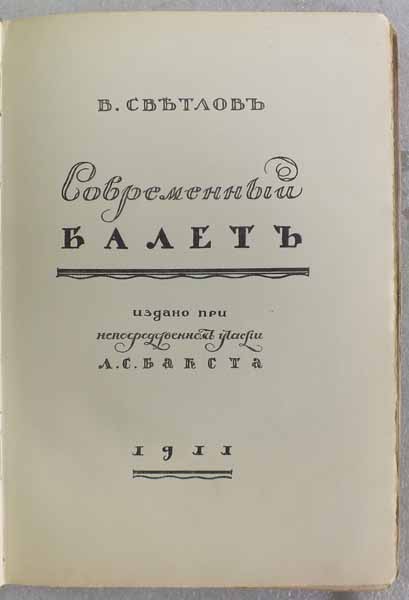 В. СВѢТЛОВЪ
Современный
БАЛЕТЪ
ИЗДАНО ПРИ
непосредственномъ участіи
Л.С.БАКСТА
1911